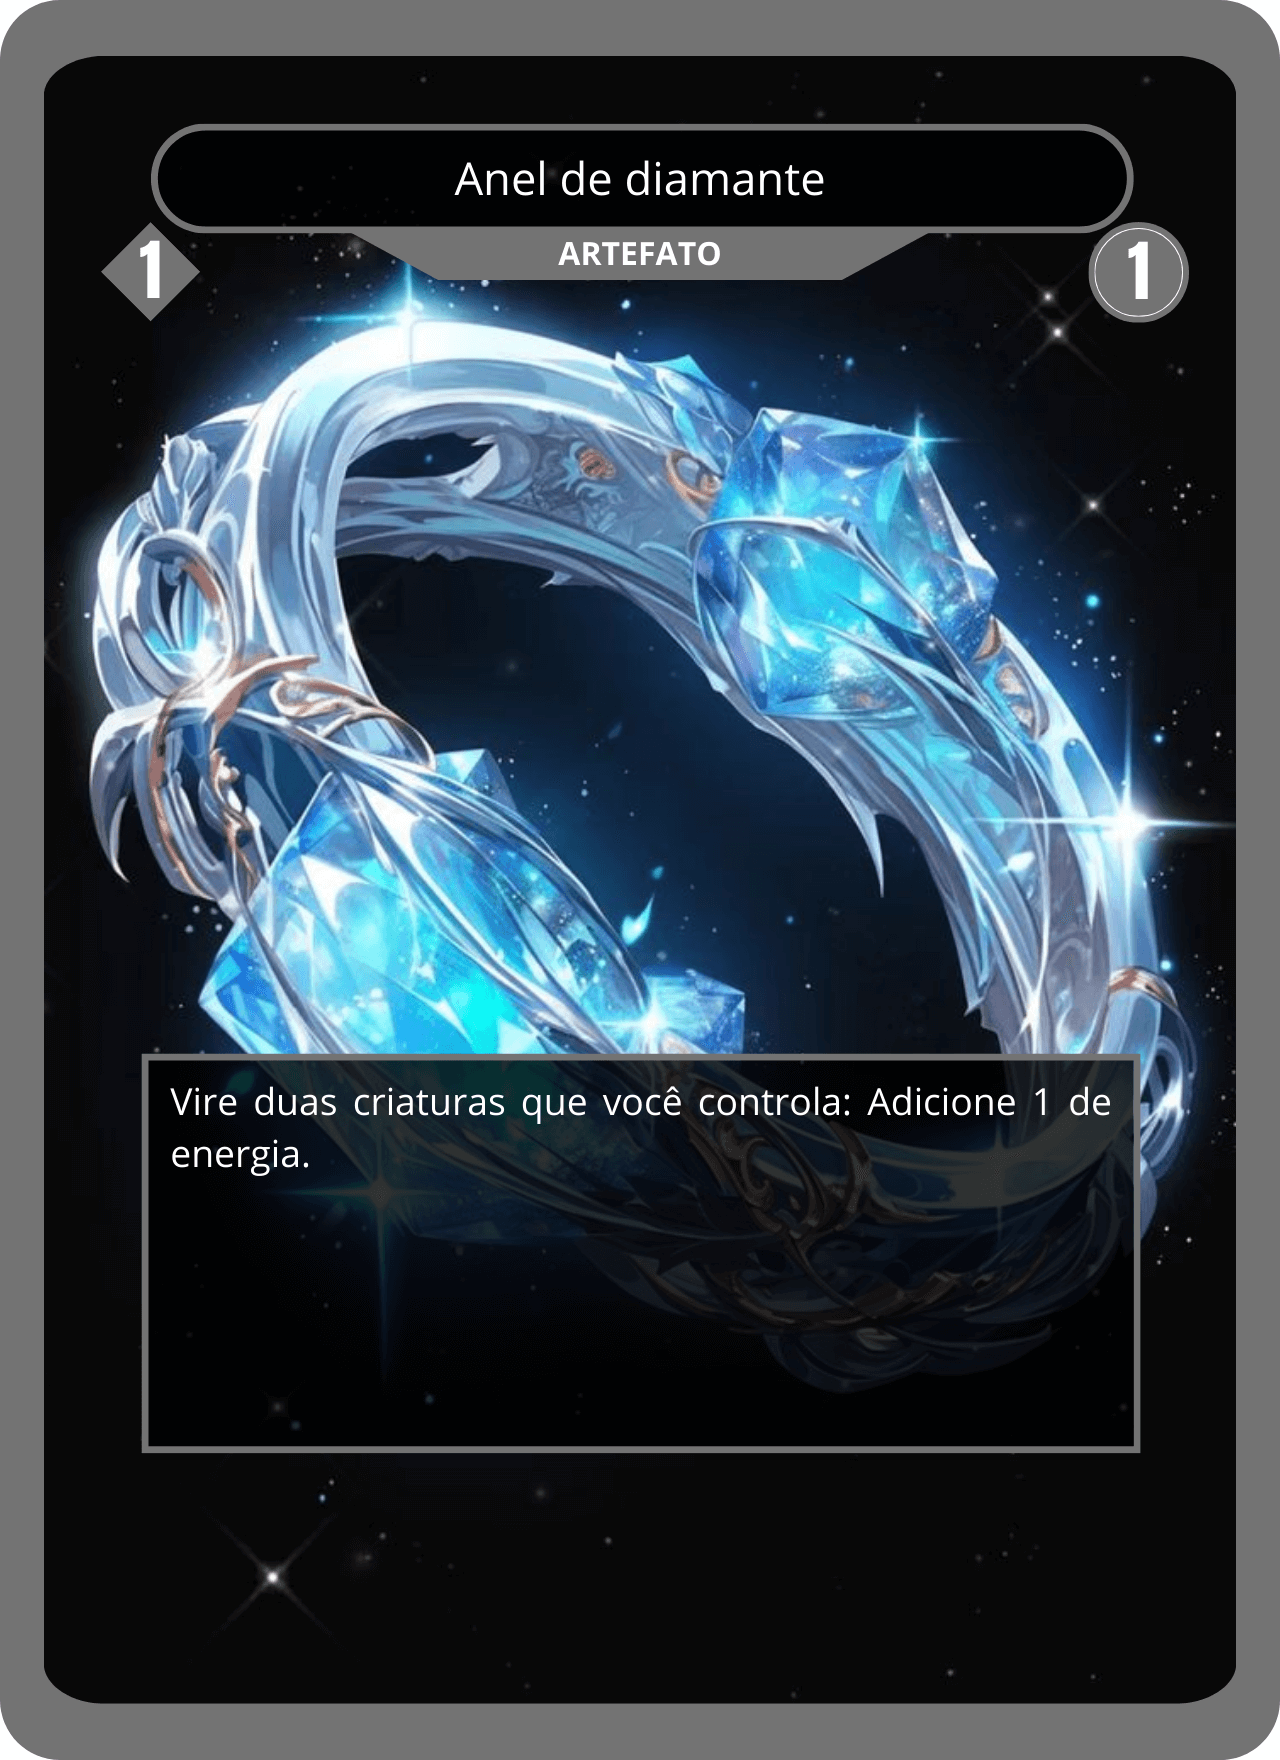 Anel de diamante
ARTEFATO
1
1
Vire duas criaturas que você controla: Adicione 1 de
energia.